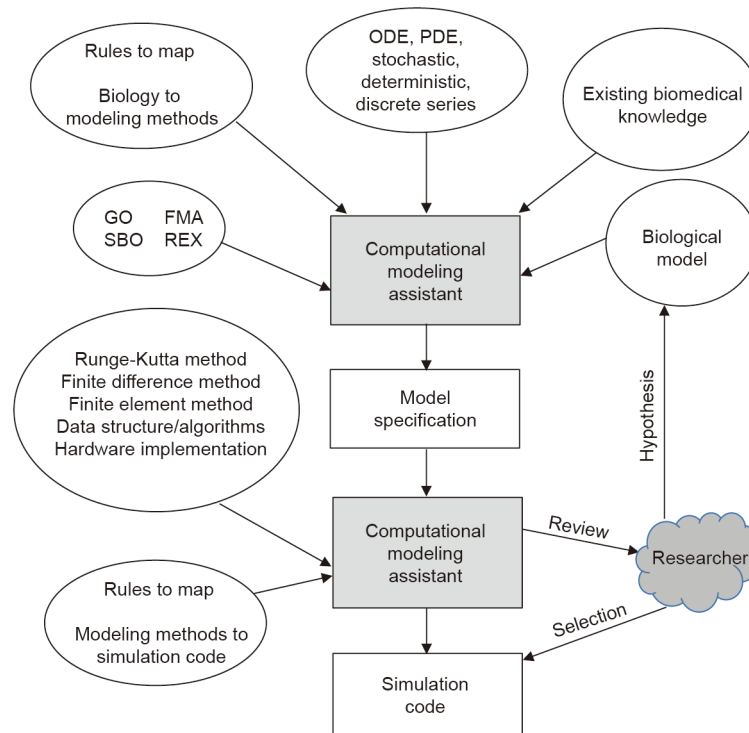 Rules to map
Biology to
modeling methods
ODE, PDE,
stochastic,
deterministic,
discrete series
Existing biomedical
knowledge
GO FMA
SBO REX
Computational
modeling
assistant
Biological
model
Runge-Kutta method
Finite difference method
Finite element method
Data structure/algorithms
Hardware implementation
Model
specification
Hypothesis
Computational
modeling
assistant
Review
Researcher
Rules to map
Modeling methods to
simulation code
Selection
Simulation
code